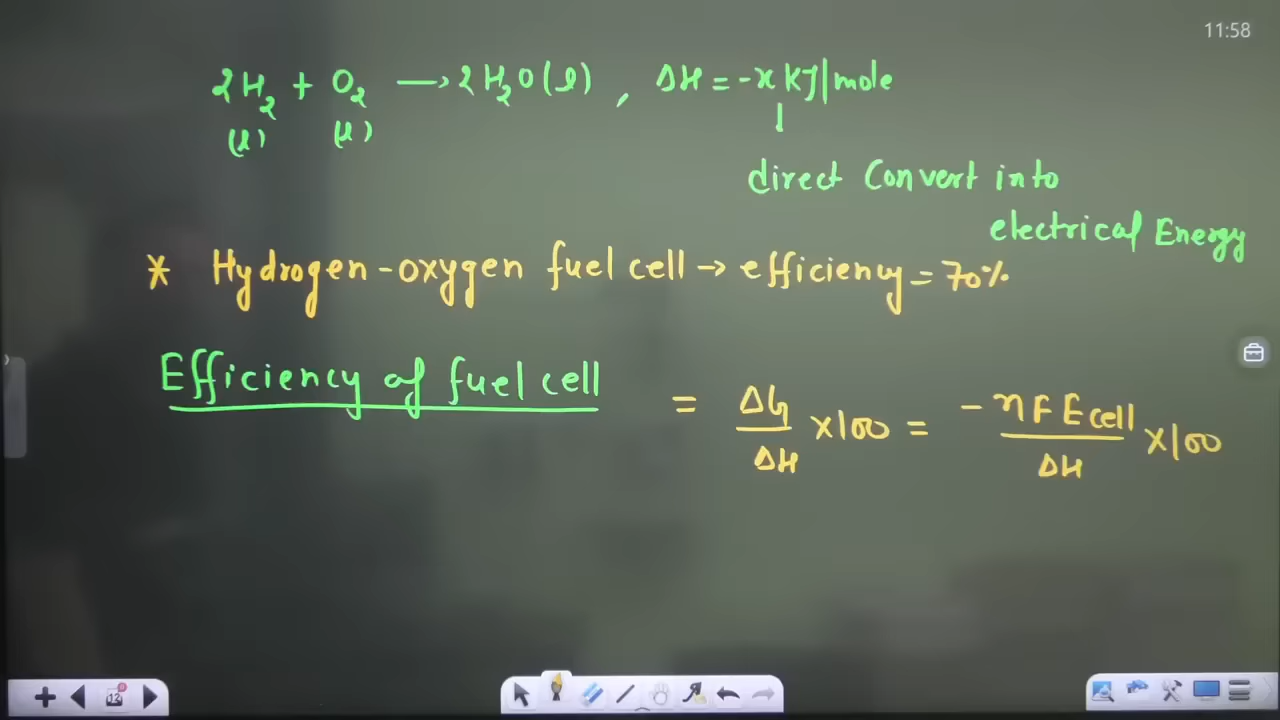 11:58
2H₂ + O₂ → 2H₂O(l) , ΔH = -x KJ/mole
(g) (g)
↓
direct Convert into
electrical Energy
* Hydrogen-oxygen fuel cell → efficiency = 70%
Efficiency of fuel cell = ΔG/ΔH ×100 = -nFEcell/ΔH ×100
12